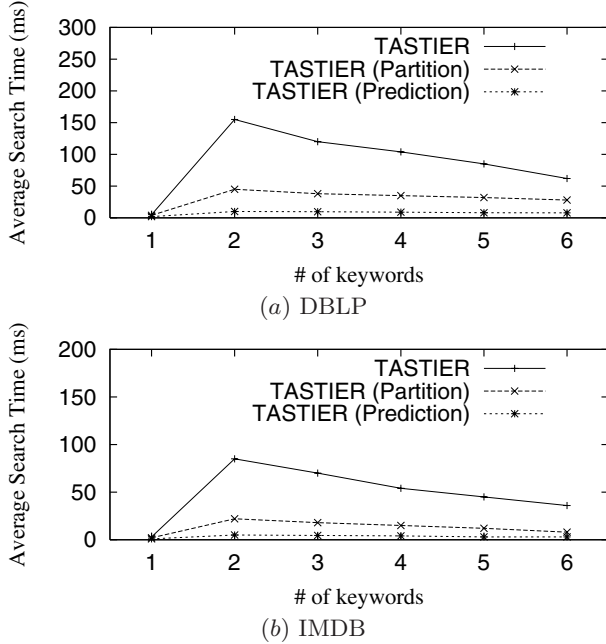 Average Search Time (ms)
300
250
200
150
100
50
0
TASTIER
TASTIER (Partition)
TASTIER (Prediction)
1 2 3 4 5 6
# of keywords
(a) DBLP
Average Search Time (ms)
200
150
100
50
0
TASTIER
TASTIER (Partition)
TASTIER (Prediction)
1 2 3 4 5 6
# of keywords
(b) IMDB